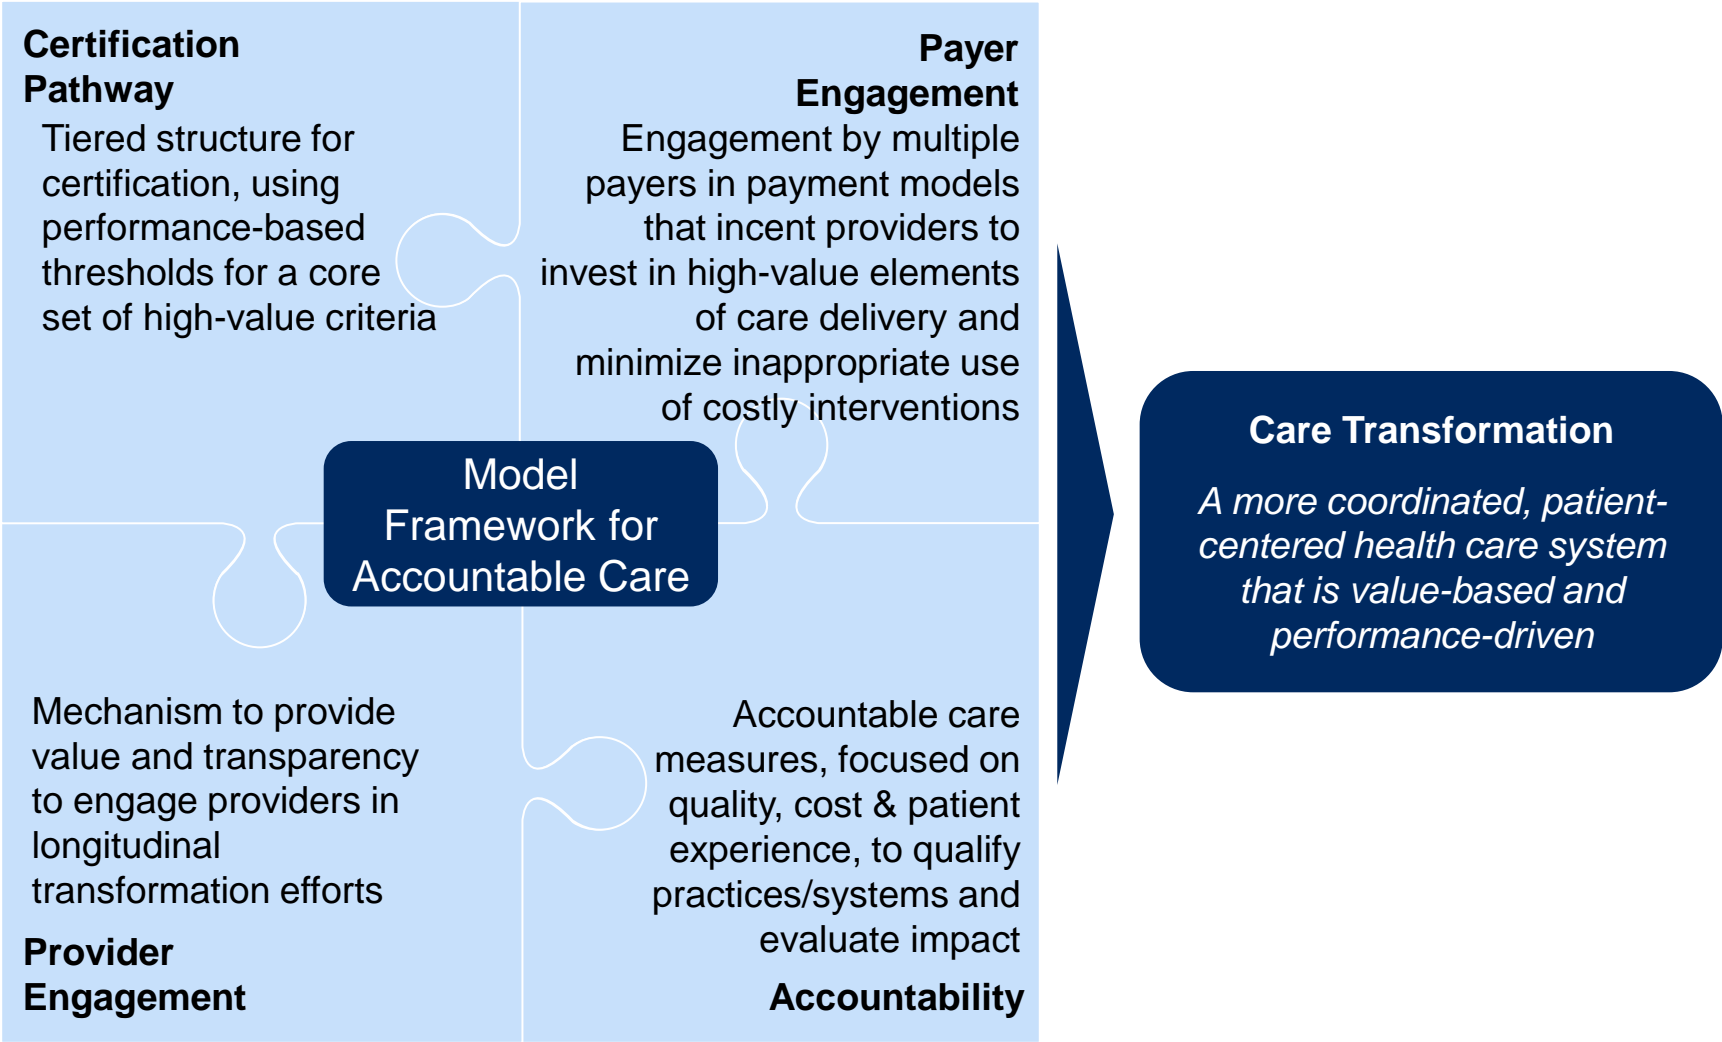 Certification
Pathway
Tiered structure for
certification, using
performance-based
thresholds for a core
set of high-value criteria
Payer
Engagement
Engagement by multiple
payers in payment models
that incent providers to
invest in high-value elements
of care delivery and
minimize inappropriate use
of costly interventions
Model
Framework for
Accountable Care
Mechanism to provide
value and transparency
to engage providers in
longitudinal
transformation efforts
Provider
Engagement
Accountable care
measures, focused on
quality, cost & patient
experience, to qualify
practices/systems and
evaluate impact
Accountability
Care Transformation
A more coordinated, patient-
centered health care system
that is value-based and
performance-driven